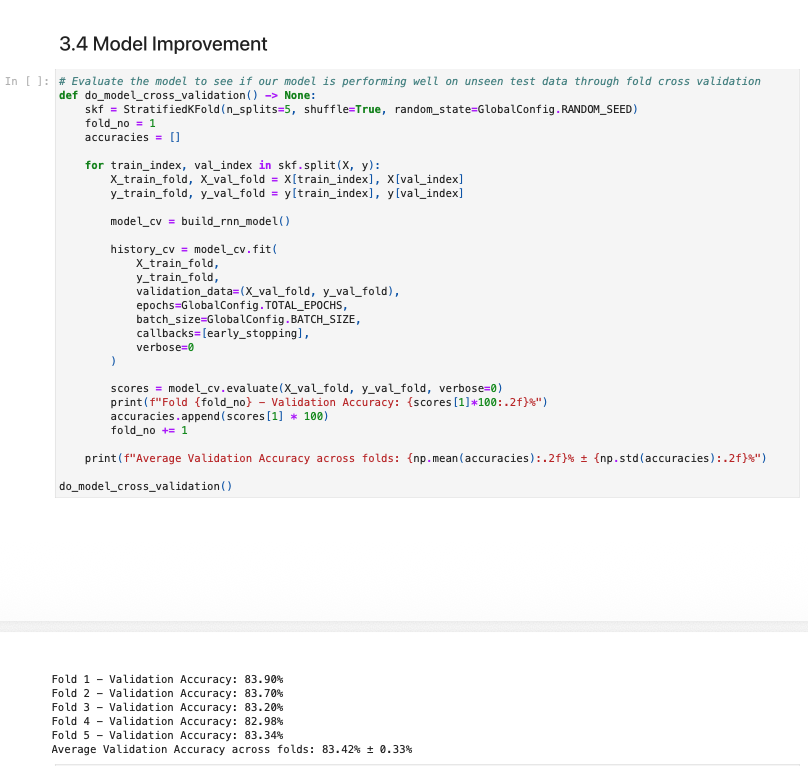 3.4 Model Improvement
In [ ]:
# Evaluate the model to see if our model is performing well on unseen test data through fold cross validation
def do_model_cross_validation() -> None:
    skf = StratifiedKFold(n_splits=5, shuffle=True, random_state=GlobalConfig.RANDOM_SEED)
    fold_no = 1
    accuracies = []

    for train_index, val_index in skf.split(X, y):
        X_train_fold, X_val_fold = X[train_index], X[val_index]
        y_train_fold, y_val_fold = y[train_index], y[val_index]

        model_cv = build_rnn_model()

        history_cv = model_cv.fit(
            X_train_fold,
            y_train_fold,
            validation_data=(X_val_fold, y_val_fold),
            epochs=GlobalConfig.TOTAL_EPOCHS,
            batch_size=GlobalConfig.BATCH_SIZE,
            callbacks=[early_stopping],
            verbose=0
        )

        scores = model_cv.evaluate(X_val_fold, y_val_fold, verbose=0)
        print(f"Fold {fold_no} – Validation Accuracy: {scores[1]*100:.2f}%")
        accuracies.append(scores[1] * 100)
        fold_no += 1

    print(f"Average Validation Accuracy across folds: {np.mean(accuracies):.2f}% ± {np.std(accuracies):.2f}%")

do_model_cross_validation()
Fold 1 – Validation Accuracy: 83.90%
Fold 2 – Validation Accuracy: 83.70%
Fold 3 – Validation Accuracy: 83.20%
Fold 4 – Validation Accuracy: 82.98%
Fold 5 – Validation Accuracy: 83.34%
Average Validation Accuracy across folds: 83.42% ± 0.33%